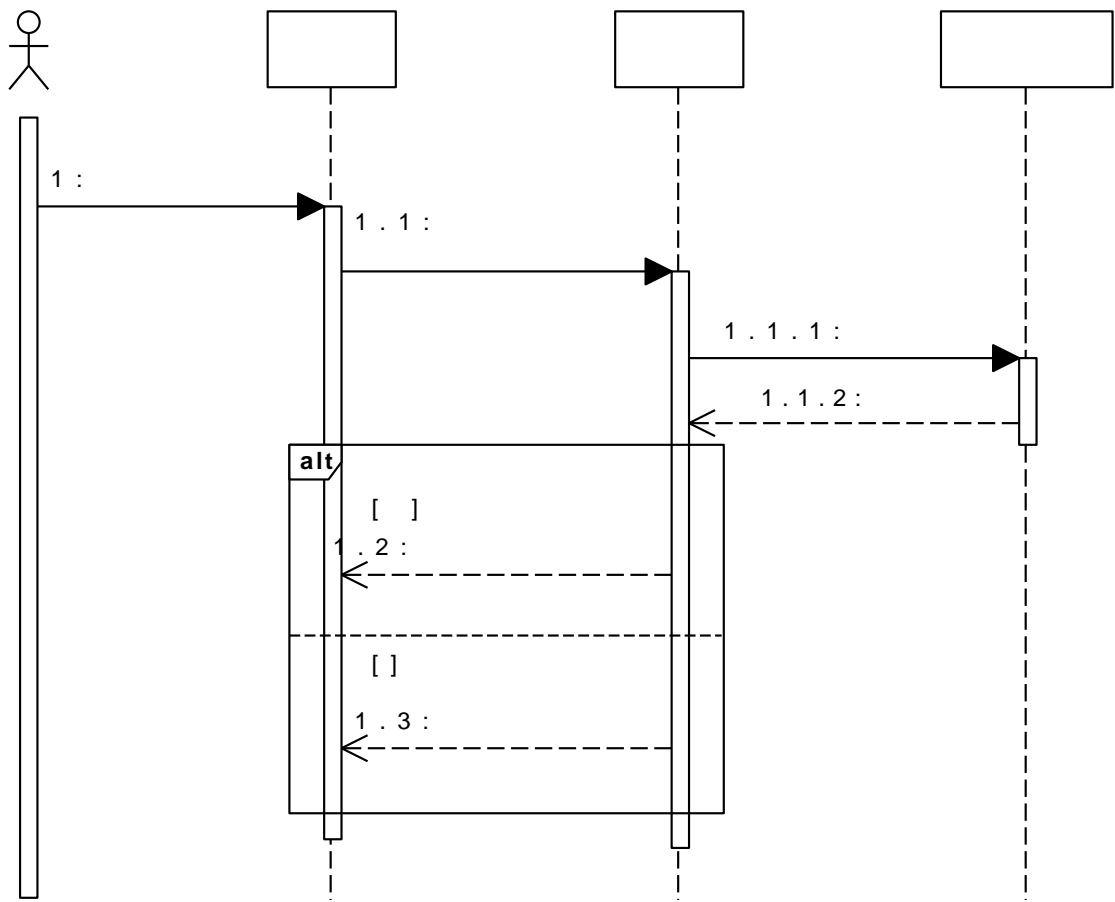 1 :
1 . 1 :
1 . 1 . 1 :
1 . 1 . 2 :
alt
[ ]
1 . 2 :
[ ]
1 . 3 :